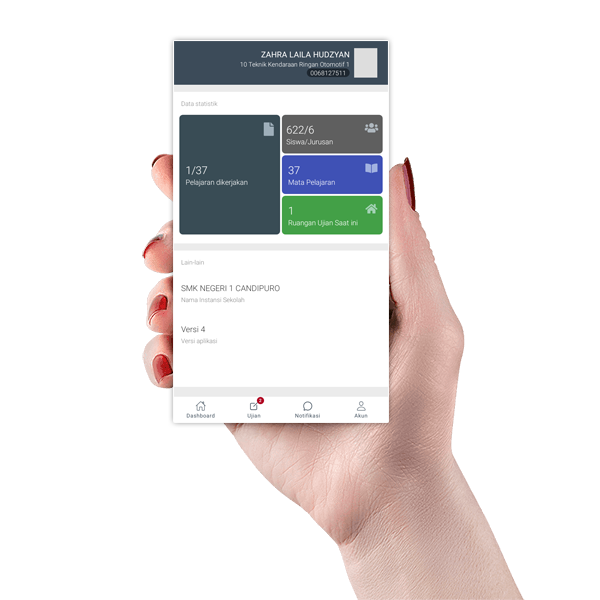 ZAHRA LAILA HUDZYAN
10 Teknik Kendaraan Ringan Otomotif 1
0068127511
Data statistik
1/37
Pelajaran dikerjakan
622/6
Siswa/Jurusan
37
Mata Pelajaran
1
Ruangan Ujian Saat ini
Lain-lain
SMK NEGERI 1 CANDIPURO
Nama Instansi Sekolah
Versi 4
Versi aplikasi
2
Dashboard
Ujian
Notifikasi
Akun